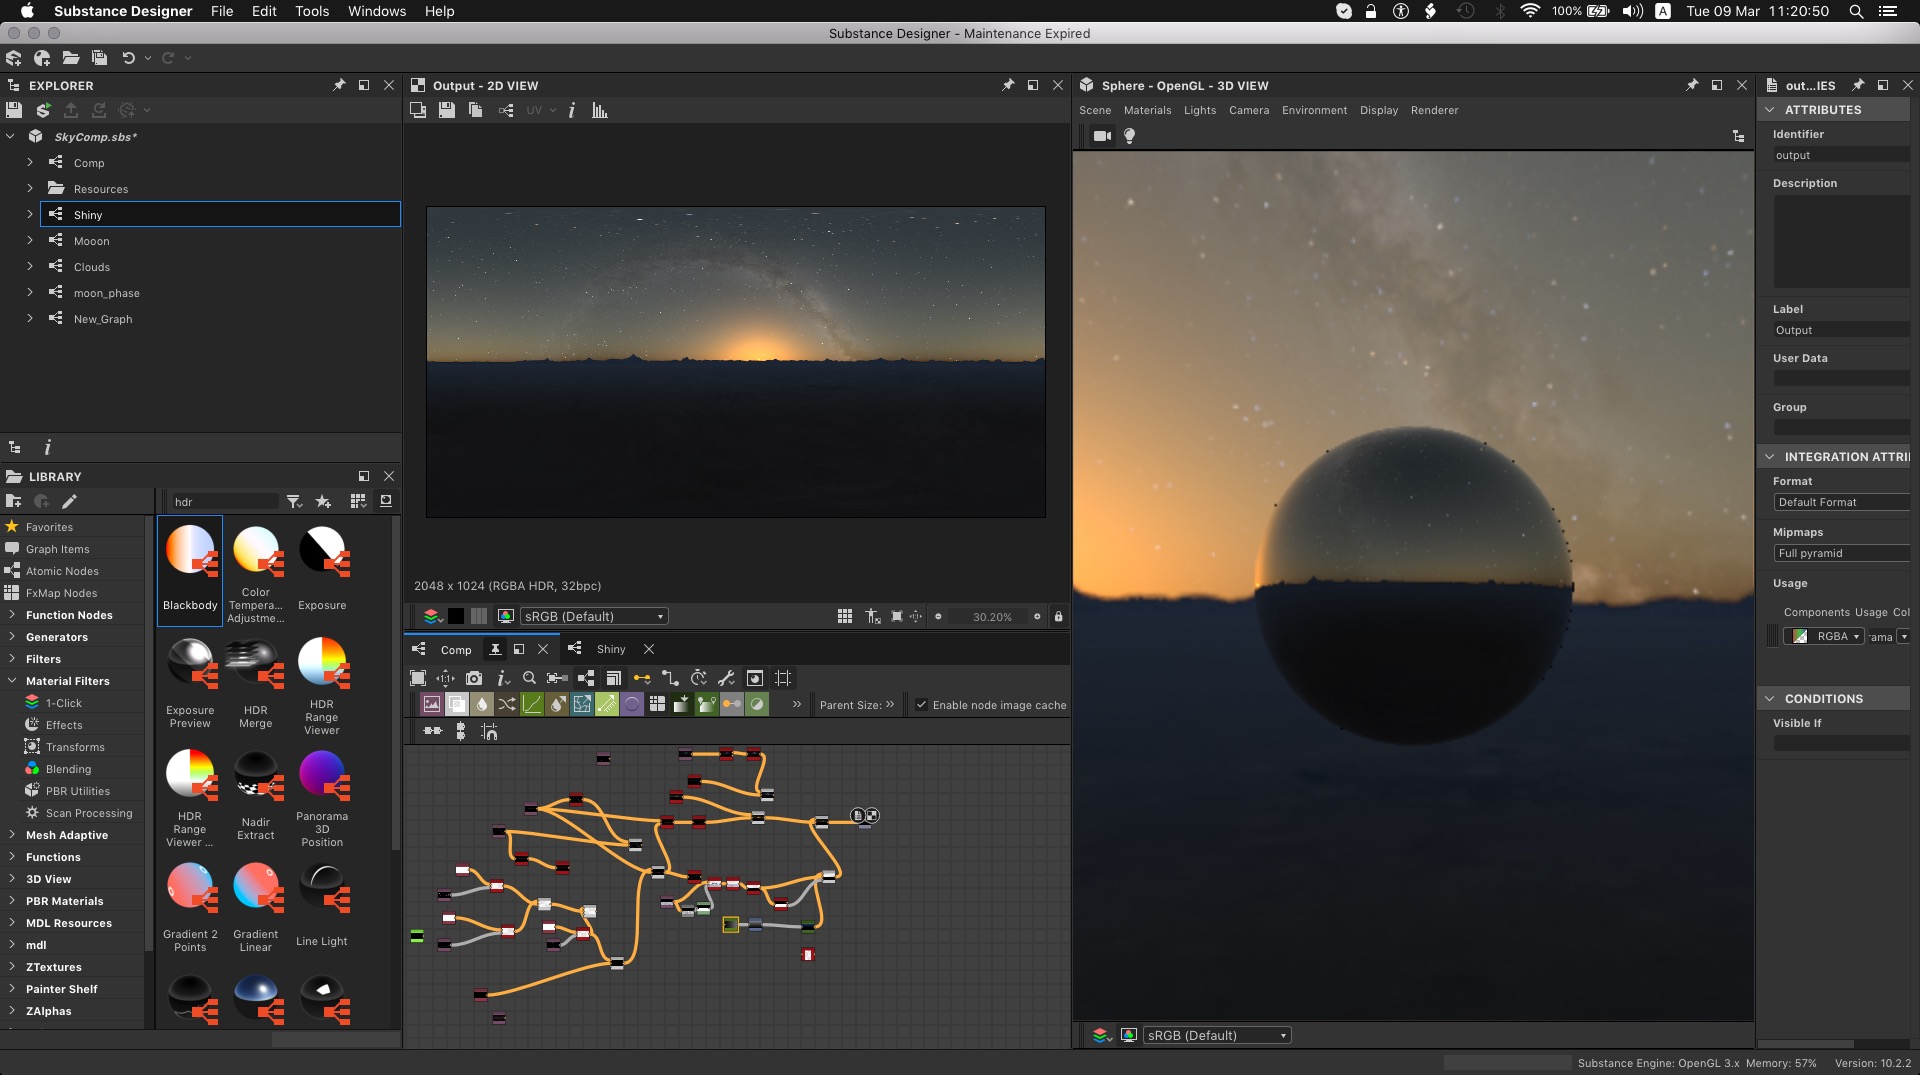 Substance Designer File Edit Tools Windows Help
100% A Tue 09 Mar 11:20:50
Substance Designer - Maintenance Expired
EXPLORER
SkyComp.sbs*
Comp
Resources
Shiny
Mooon
Clouds
moon_phase
New_Graph
LIBRARY
hdr
Favorites
Graph Items
Atomic Nodes
FxMap Nodes
Function Nodes
Generators
Filters
Material Filters
1-Click
Effects
Transforms
Blending
PBR Utilities
Scan Processing
Mesh Adaptive
Functions
3D View
PBR Materials
MDL Resources
mdl
ZTextures
Painter Shelf
ZAlphas
Blackbody
Color
Tempera...
Adjustme...
Exposure
Exposure
Preview
HDR
Merge
HDR
Range
Viewer
HDR
Range
Viewer ...
Nadir
Extract
Panorama
3D
Position
Gradient 2
Points
Gradient
Linear
Line Light
Output - 2D VIEW
UV
2048 x 1024 (RGBA HDR, 32bpc)
sRGB (Default)
30.20%
Comp
Shiny
1:1
Parent Size:
Enable node image cache
Sphere - OpenGL - 3D VIEW
Scene Materials Lights Camera Environment Display Renderer
sRGB (Default)
out...IES
ATTRIBUTES
Identifier
output
Description
Label
Output
User Data
Group
INTEGRATION ATTRI
Format
Default Format
Mipmaps
Full pyramid
Usage
Components Usage Col
RGBA rama
CONDITIONS
Visible If
Substance Engine: OpenGL 3.x Memory: 57% Version: 10.2.2